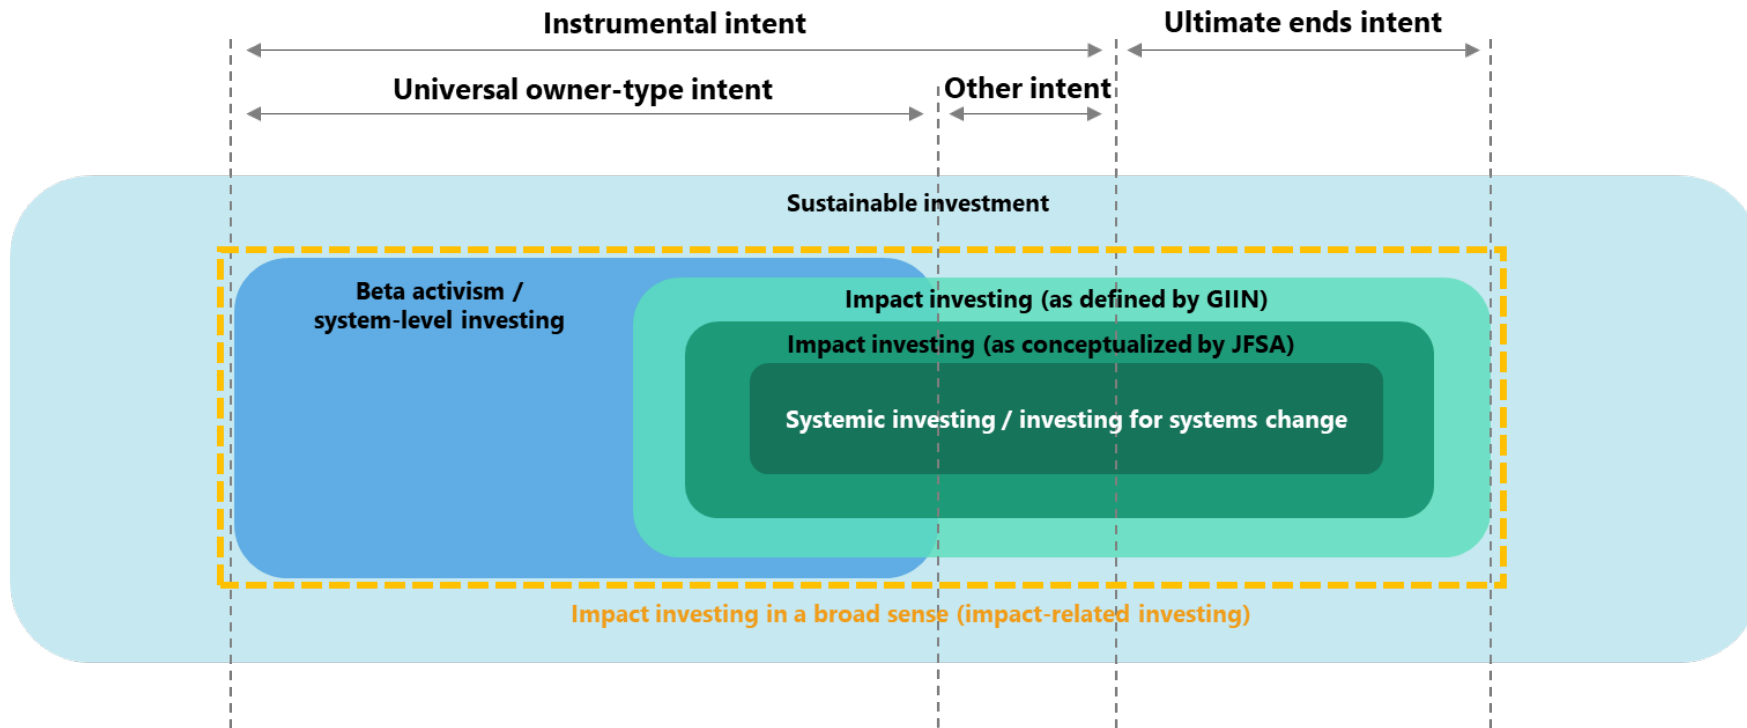 Instrumental intent
Ultimate ends intent
Universal owner-type intent
Other intent
Sustainable investment
Beta activism /
system-level investing
Impact investing (as defined by GIIN)
Impact investing (as conceptualized by JFSA)
Systemic investing / investing for systems change
Impact investing in a broad sense (impact-related investing)